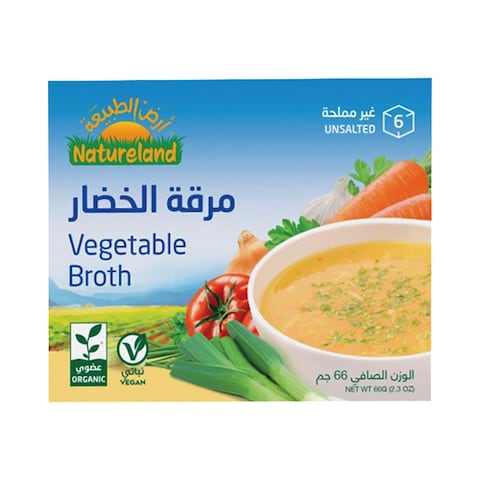 أرض الطبيعة
Natureland
غير مملحة
UNSALTED
6
مرقة الخضار
Vegetable
Broth
عضوي
ORGANIC
نباتي
VEGAN
الوزن الصافي 66 جم
NET WT 66G (2.3 OZ)